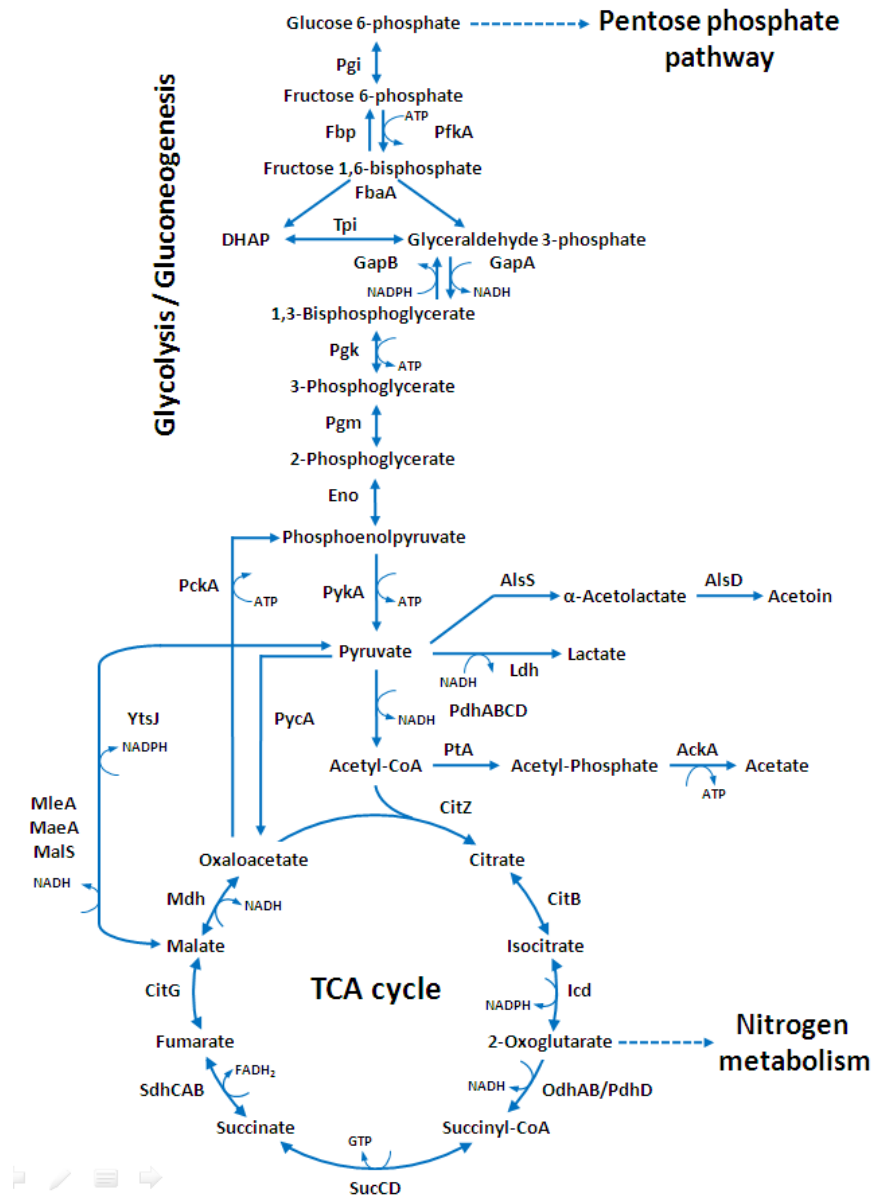 Glucose 6-phosphate
Pentose phosphate
pathway
Pgi
Fructose 6-phosphate
ATP
Fbp
PfkA
Fructose 1,6-bisphosphate
FbaA
Tpi
DHAP
Glyceraldehyde 3-phosphate
GapB
GapA
NADPH
NADH
1,3-Bisphosphoglycerate
Pgk
ATP
3-Phosphoglycerate
Pgm
2-Phosphoglycerate
Eno
Glycolysis / Gluconeogenesis
Phosphoenolpyruvate
PckA
ATP
PykA
ATP
AlsS
α-Acetolactate
AlsD
Acetoin
Pyruvate
Lactate
NADH
Ldh
YtsJ
NADPH
PycA
NADH
PdhABCD
Acetyl-CoA
PtA
Acetyl-Phosphate
AckA
Acetate
ATP
MleA
MaeA
MalS
NADH
CitZ
Oxaloacetate
Citrate
Mdh
NADH
CitB
Malate
Isocitrate
CitG
TCA cycle
NADPH
Icd
Fumarate
2-Oxoglutarate
Nitrogen
metabolism
SdhCAB
FADH₂
NADH
OdhAB/PdhD
Succinate
Succinyl-CoA
GTP
SucCD